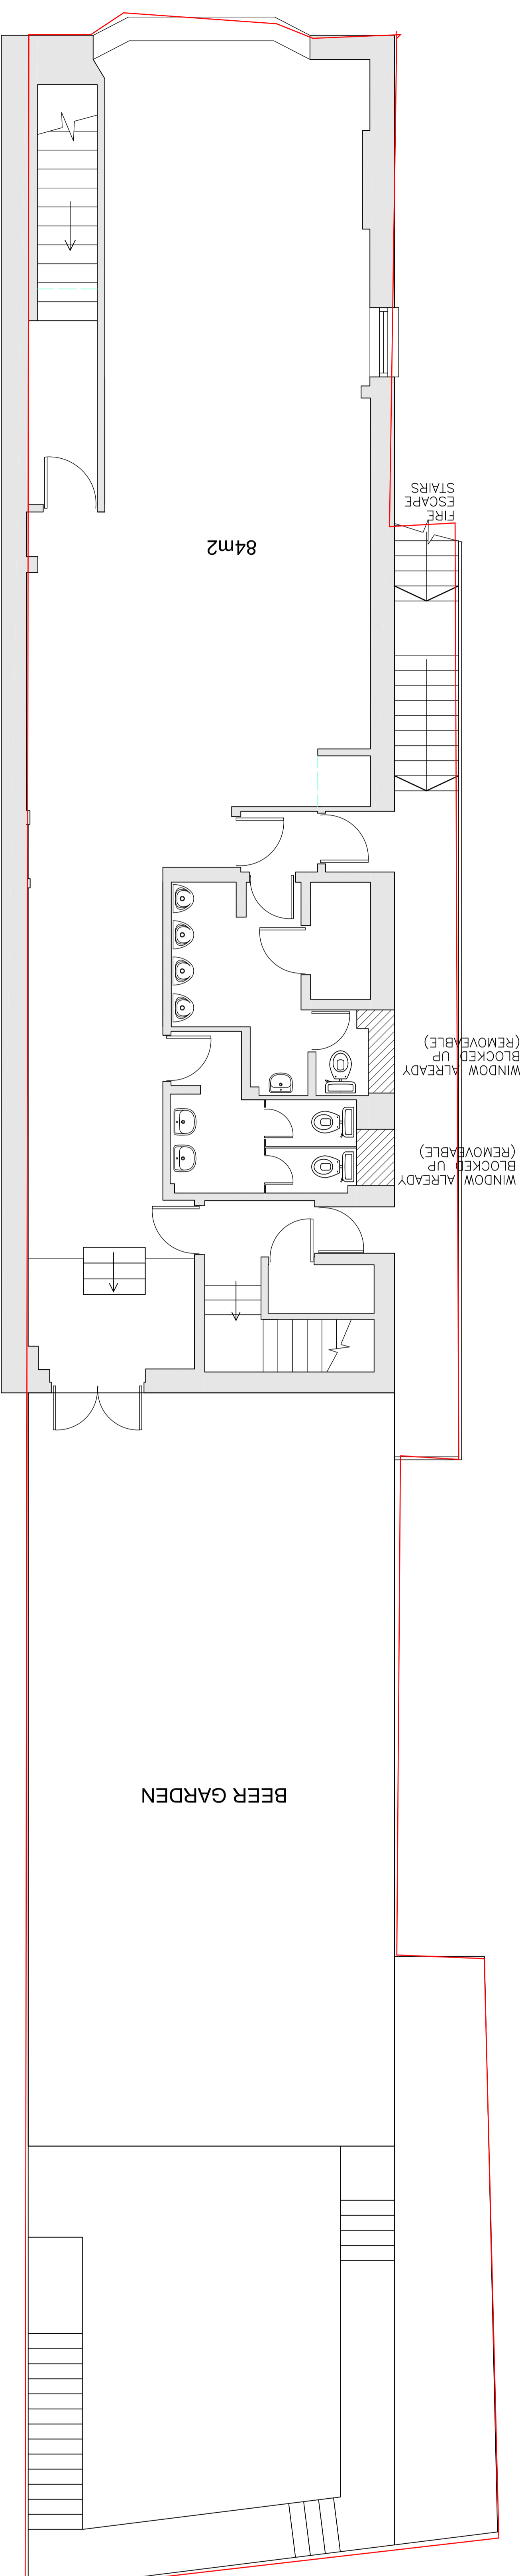 FIRE
ESCAPE
STAIRS
84m2
WINDOW ALREADY
BLOCKED UP
(REMOVEABLE)
WINDOW ALREADY
BLOCKED UP
(REMOVEABLE)
BEER GARDEN